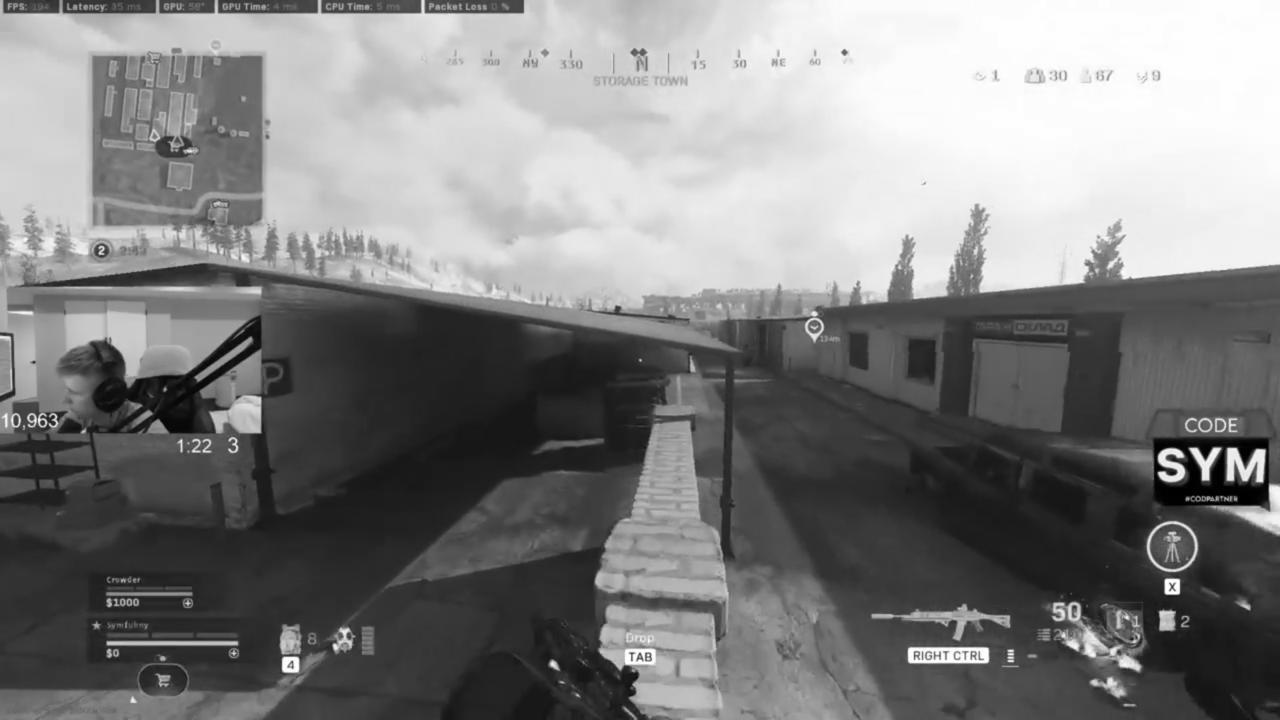 FPS: 194 Latency: 35 ms GPU: 58° GPU Time: 4 ms CPU Time: 5 ms Packet Loss 0 %
285 300 NW 330 N 15 30 NE 60
STORAGE TOWN
1 30 67 9
2
134m
P
10,963
1:22 3
CODE
SYM
#CODPARTNER
X
Crowder
$1000
Symfuhny
$0
8
4
Drop
TAB
50
1
2
RIGHT CTRL